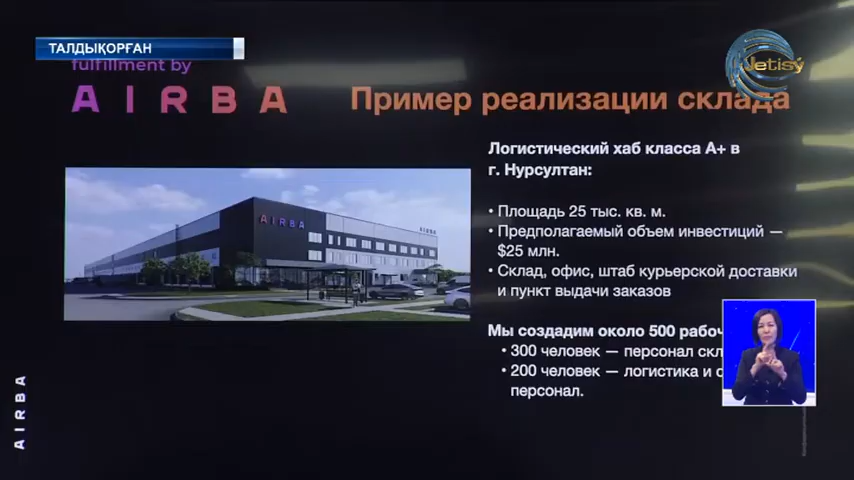 ТАЛДЫҚОРҒАН
Jetisý
fulfillment by
AIRBA
Пример реализации склада
Логистический хаб класса А+ в
г. Нурсултан:
• Площадь 25 тыс. кв. м.
• Предполагаемый объем инвестиций —
$25 млн.
• Склад, офис, штаб курьерской доставки
и пункт выдачи заказов
Мы создадим около 500
• 300 человек — персонал
• 200 человек — логистика и
персонал.
AIRBA
AIRBA
AIRBA